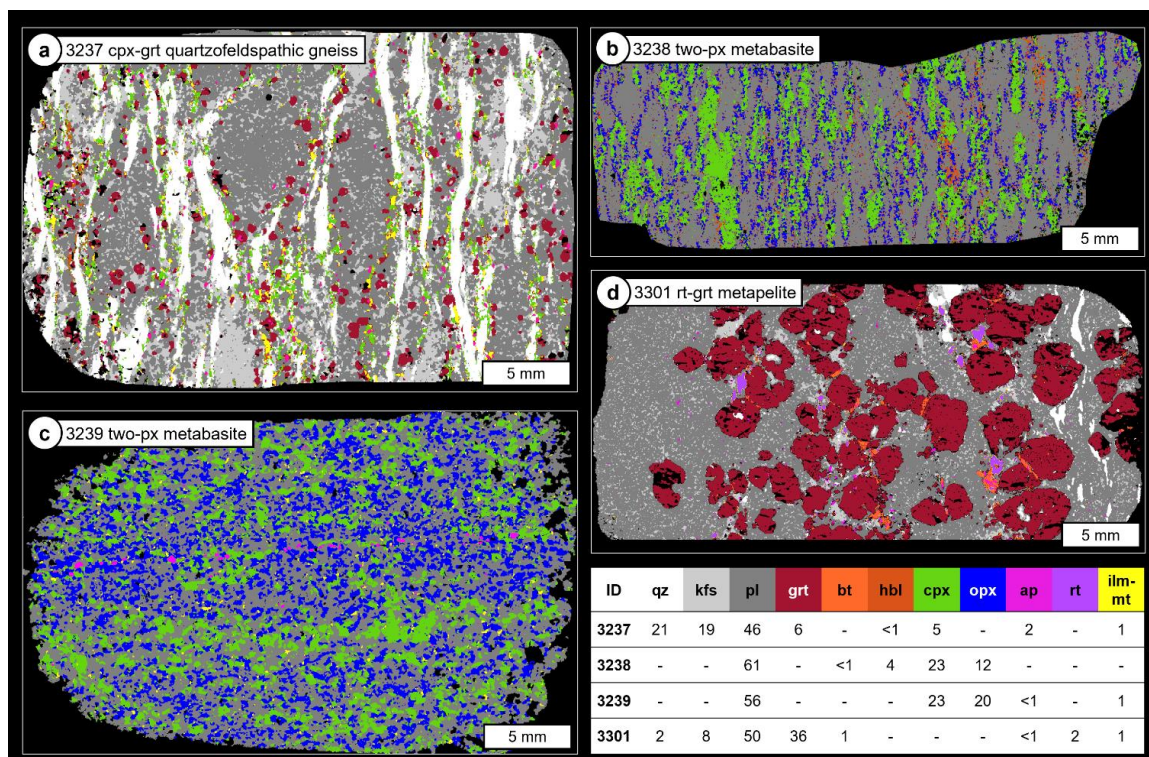 a 3237 cpx-grt quartzofeldspathic gneiss
5 mm
b 3238 two-px metabasite
5 mm
c 3239 two-px metabasite
5 mm
d 3301 rt-grt metapelite
5 mm
ID qz kfs pl grt bt hbl cpx opx ap rt ilm-
mt
3237 21 19 46 6 - <1 5 - 2 - 1
3238 - - 61 - <1 4 23 12 - - -
3239 - - 56 - - - 23 20 <1 - 1
3301 2 8 50 36 1 - - - <1 2 1